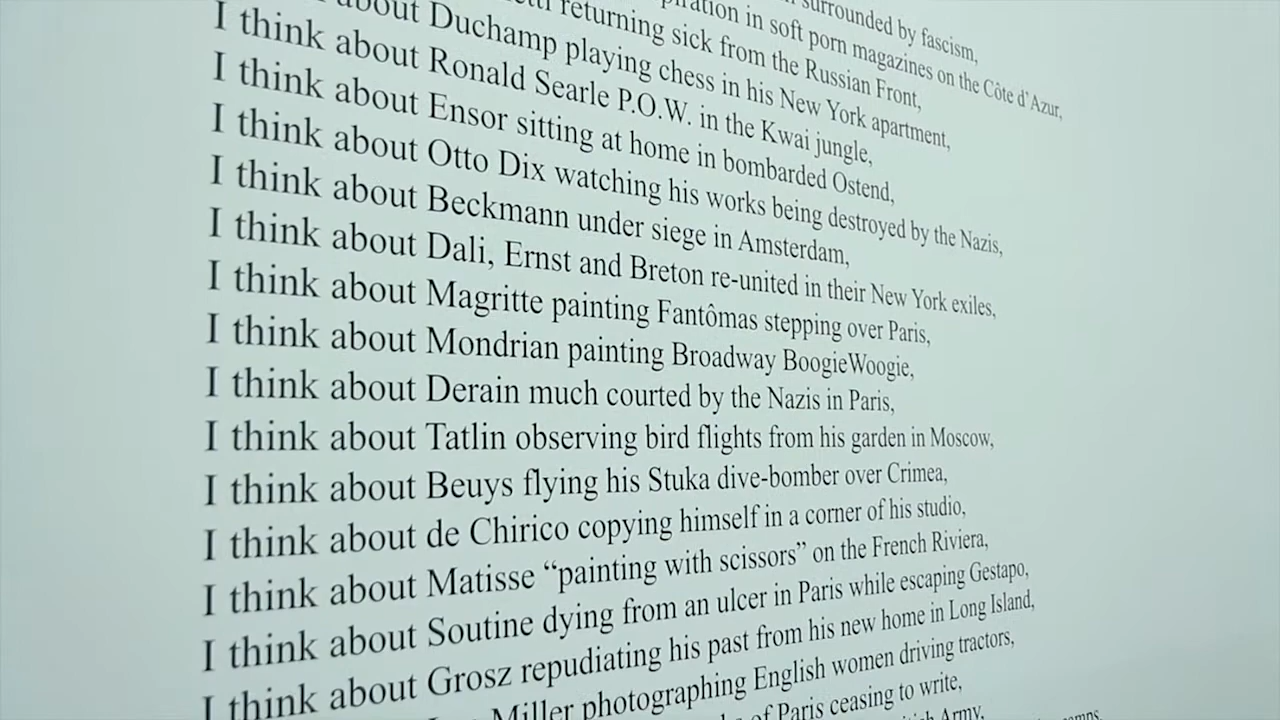 surrounded by fascism,
in soft porn magazines on the Côte d'Azur,
returning sick from the Russian Front,
about Duchamp playing chess in his New York apartment,
I think about Ronald Searle P.O.W. in the Kwai jungle,
I think about Ensor sitting at home in bombarded Ostend,
I think about Otto Dix watching his works being destroyed by the Nazis,
I think about Beckmann under siege in Amsterdam,
I think about Dali, Ernst and Breton re-united in their New York exiles,
I think about Magritte painting Fantômas stepping over Paris,
I think about Mondrian painting Broadway BoogieWoogie,
I think about Derain much courted by the Nazis in Paris,
I think about Tatlin observing bird flights from his garden in Moscow,
I think about Beuys flying his Stuka dive-bomber over Crimea,
I think about de Chirico copying himself in a corner of his studio,
I think about Matisse “painting with scissors” on the French Riviera,
I think about Soutine dying from an ulcer in Paris while escaping Gestapo,
I think about Grosz repudiating his past from his new home in Long Island,
Miller photographing English women driving tractors,
of Paris ceasing to write,
Army,